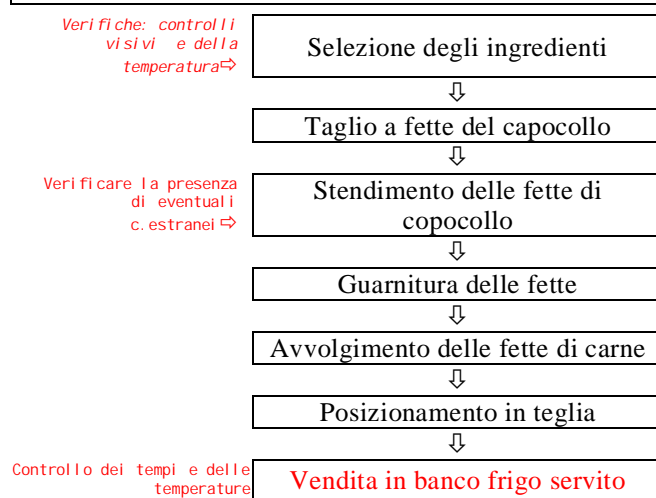 Verifiche: controlli
visivi e della
temperatura⇨
Selezione degli ingredienti
⇩
Taglio a fette del capocollo
⇩
Verificare la presenza
di eventuali
c.estranei⇨
Stendimento delle fette di
copocollo
⇩
Guarnitura delle fette
⇩
Avvolgimento delle fette di carne
⇩
Posizionamento in teglia
⇩
Controllo dei tempi e delle
temperature
Vendita in banco frigo servito